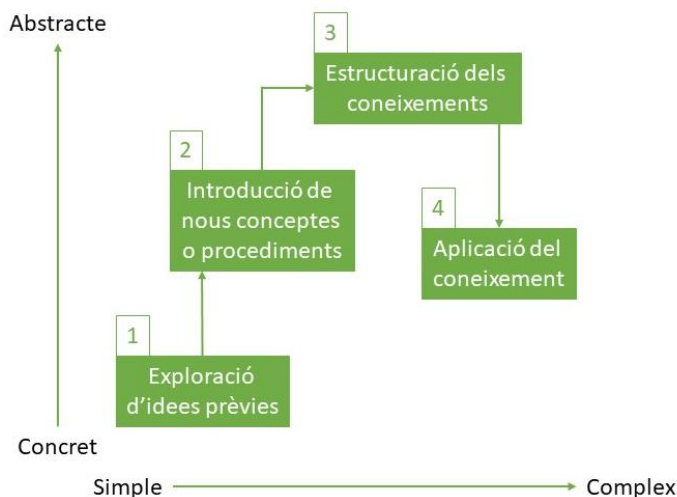 Abstracte
3
Estructuració dels
coneixements
2
Introducció de
nous conceptes
o procediments
4
Aplicació del
coneixement
1
Exploració
d'idees prèvies
Concret
Simple
Complex